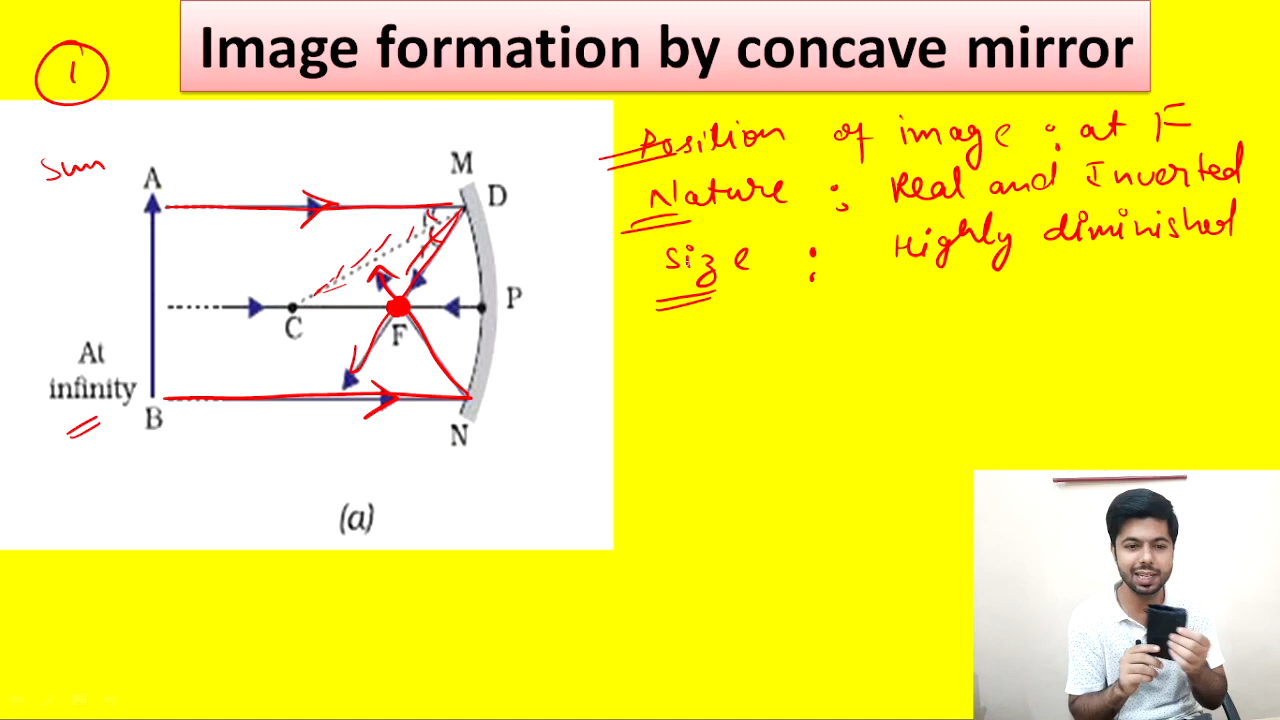 Image formation by concave mirror
1
Sun
Position of image : at F
Nature : Real and Inverted
Size : Highly diminished
A
M
D
C
F
P
At
infinity
B
N
(a)